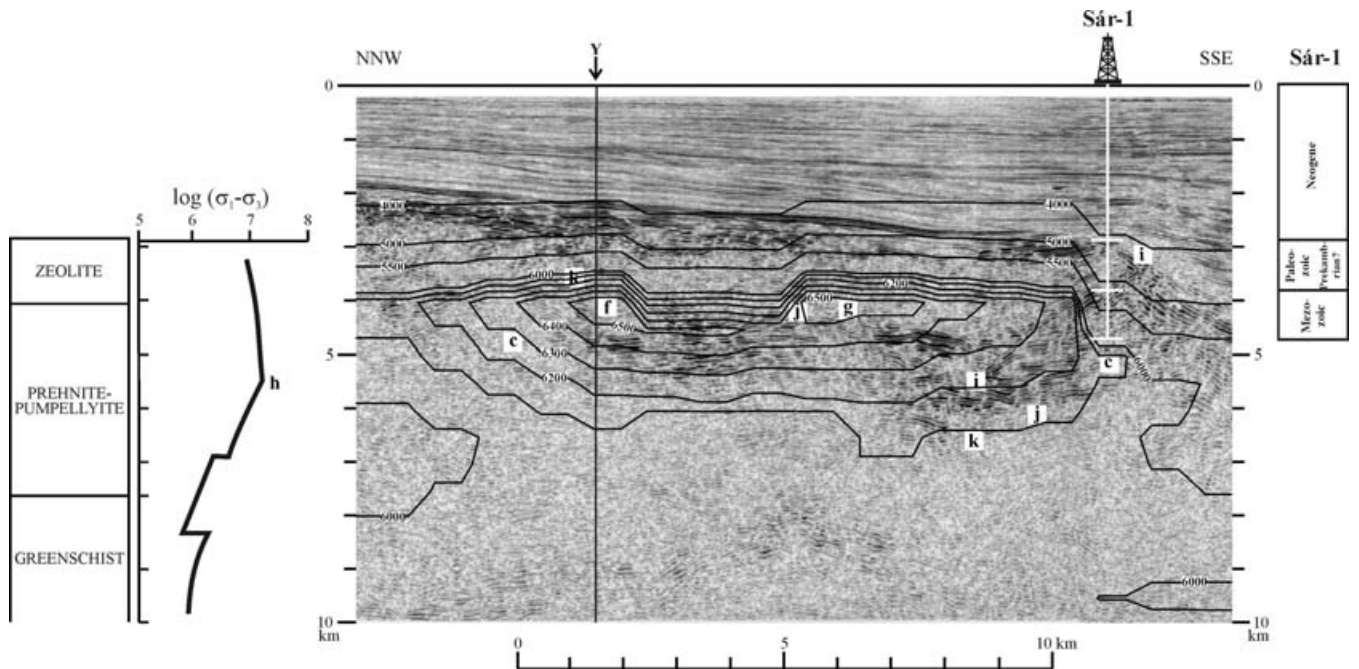 Sár-1
NNW
Y
SSE
Sár-1
0
0
Neogene
Paleo-
zoic
Prekamb-
rian?
Mezo-
zoic
log (σ₁-σ₃)
5
6
7
8
ZEOLITE
PREHNITE-
PUMPELLYITE
GREENSCHIST
h
4000
4000
5000
5000
5500
5500
i
6000
k
6200
6500
f
j
g
6500
6400
c
6300
6200
i
j
k
c
6000
5
5
6000
6000
10
km
10
km
0
5
10 km